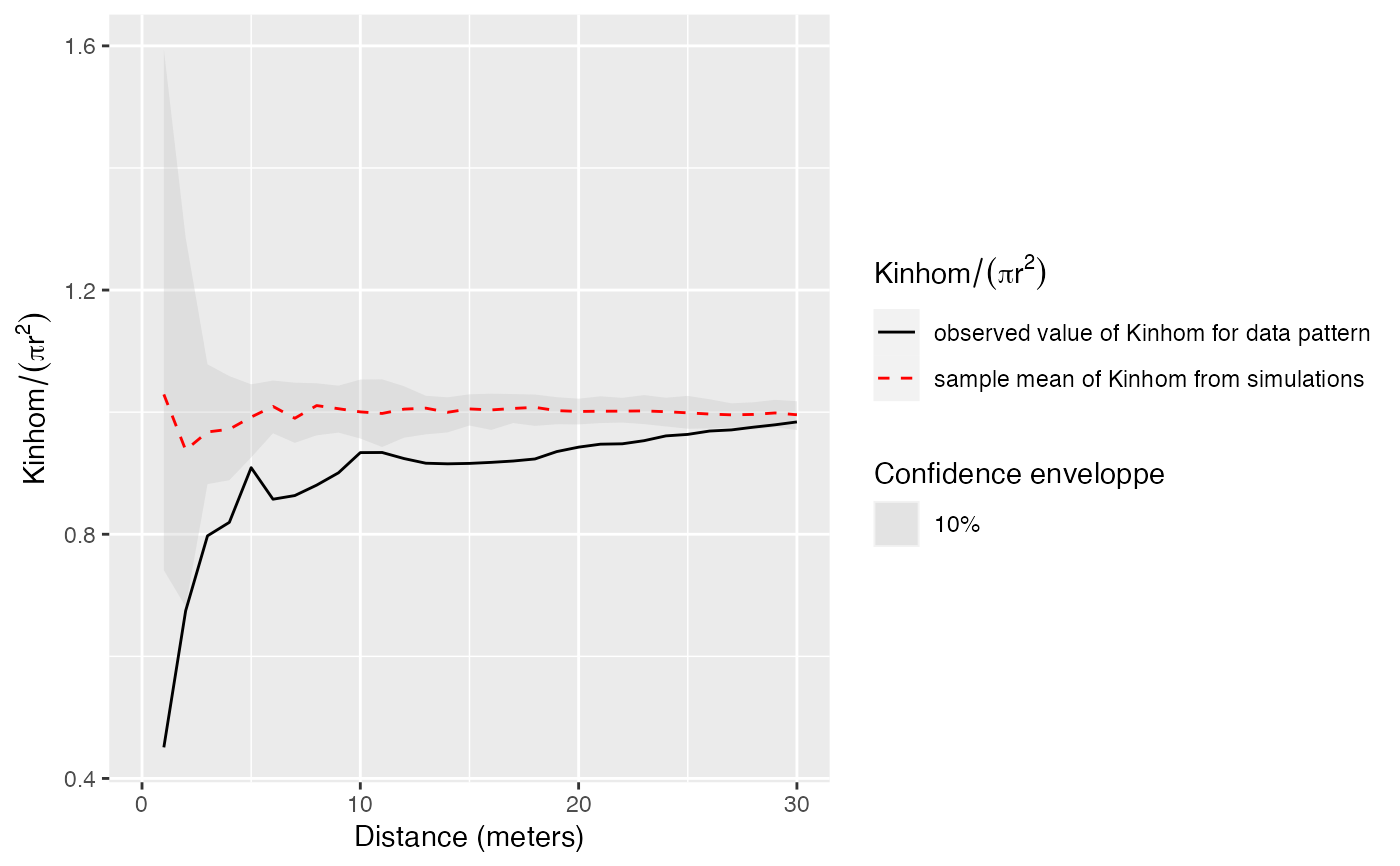 1.6
1.2
0.8
0.4
Kinhom/(πr²)
0
10
20
30
Distance (meters)
Kinhom/(πr²)
observed value of Kinhom for data pattern
sample mean of Kinhom from simulations
Confidence enveloppe
10%